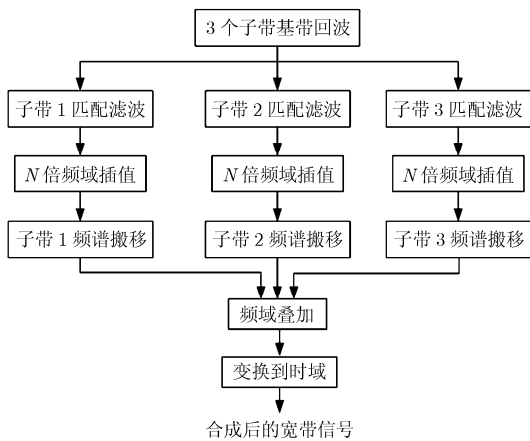 3 个子带基带回波
子带 1 匹配滤波
子带 2 匹配滤波
子带 3 匹配滤波
N 倍频域插值
N 倍频域插值
N 倍频域插值
子带 1 频谱搬移
子带 2 频谱搬移
子带 3 频谱搬移
频域叠加
变换到时域
合成后的宽带信号